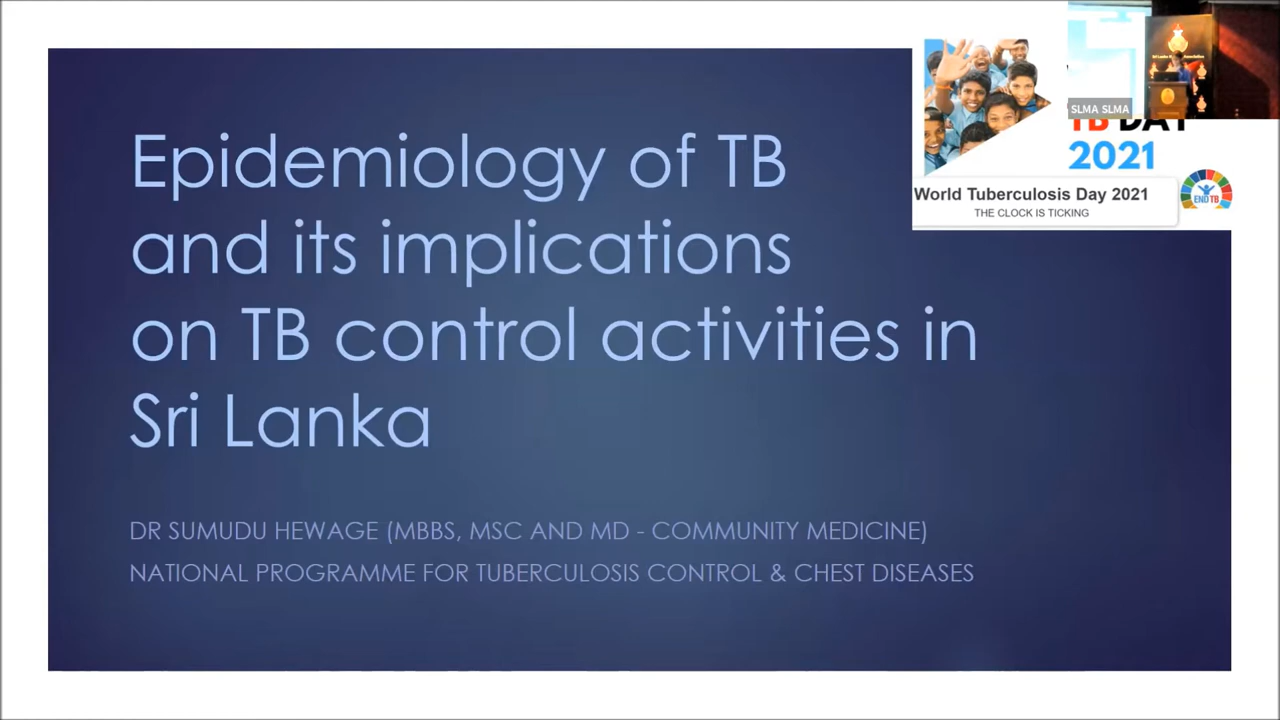 Epidemiology of TB
and its implications
on TB control activities in
Sri Lanka
DR SUMUDU HEWAGE (MBBS, MSC AND MD - COMMUNITY MEDICINE)
NATIONAL PROGRAMME FOR TUBERCULOSIS CONTROL & CHEST DISEASES
SLMA SLMA
TB DAY
2021
World Tuberculosis Day 2021
THE CLOCK IS TICKING
END TB